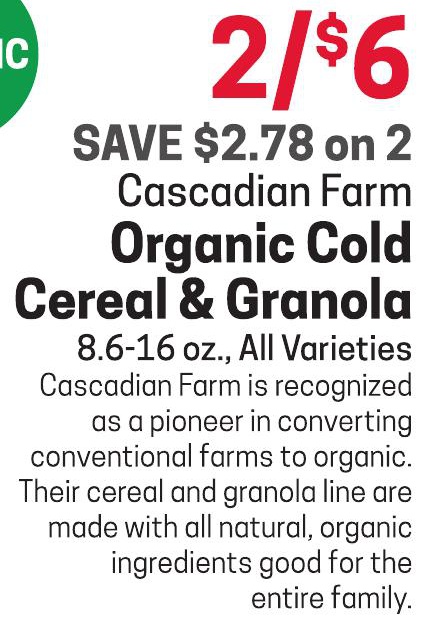 IC
2/$6
SAVE $2.78 on 2
Cascadian Farm
Organic Cold
Cereal & Granola
8.6-16 oz., All Varieties
Cascadian Farm is recognized
as a pioneer in converting
conventional farms to organic.
Their cereal and granola line are
made with all natural, organic
ingredients good for the
entire family.